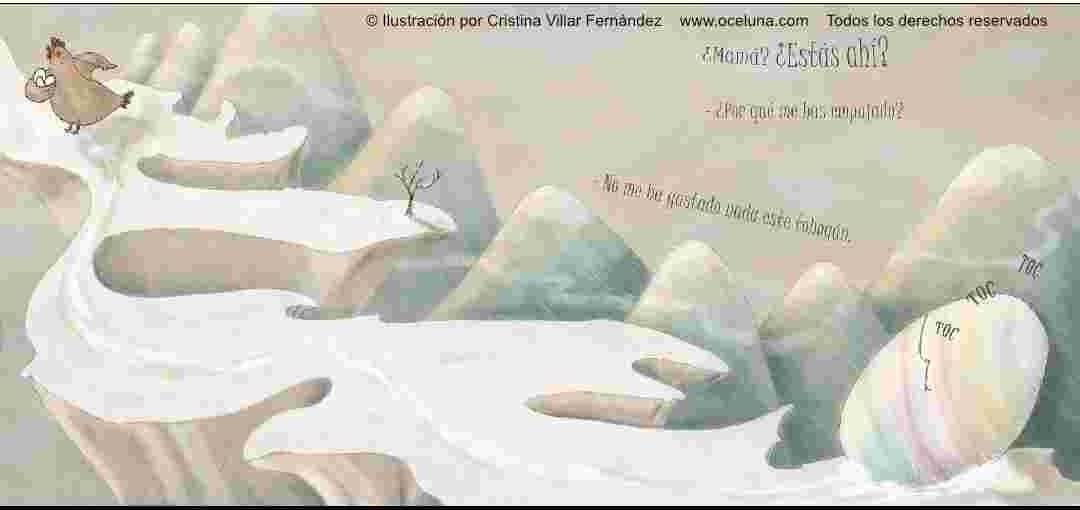 © Ilustración por Cristina Villar Fernández www.oceluna.com Todos los derechos reservados
- ¿Mamá? ¿Estás ahí?
- ¿Por qué me has empujado?
- No me ha gustado nada este tobogán.
TOC
TOC
TOC